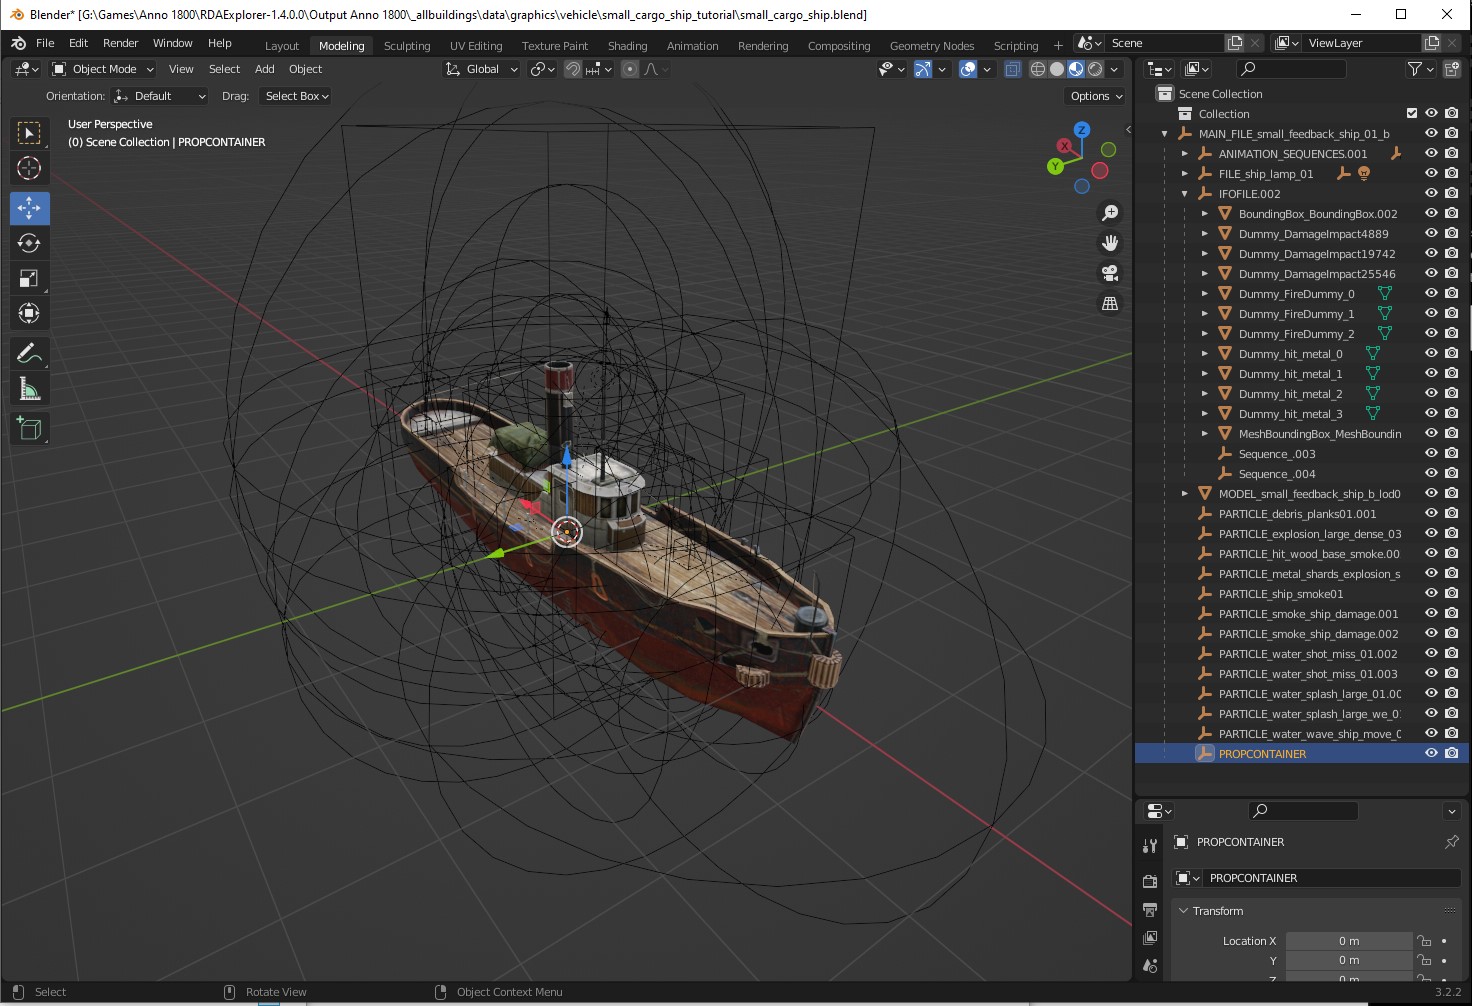 Blender* [G:\Games\Anno 1800\RDAExplorer-1.4.0.0\Output Anno 1800\_allbuildings\data\graphics\vehicle\small_cargo_ship_tutorial\small_cargo_ship.blend]
File Edit Render Window Help Layout Modeling Sculpting UV Editing Texture Paint Shading Animation Rendering Compositing Geometry Nodes Scripting + Scene ViewLayer
Object Mode View Select Add Object Global
Orientation: Default Drag: Select Box Options
User Perspective
(0) Scene Collection | PROPCONTAINER
Z
X
Y
Scene Collection
Collection
MAIN_FILE_small_feedback_ship_01_b
ANIMATION_SEQUENCES.001
FILE_ship_lamp_01
IFOFILE.002
BoundingBox_BoundingBox.002
Dummy_DamageImpact4889
Dummy_DamageImpact19742
Dummy_DamageImpact25546
Dummy_FireDummy_0
Dummy_FireDummy_1
Dummy_FireDummy_2
Dummy_hit_metal_0
Dummy_hit_metal_1
Dummy_hit_metal_2
Dummy_hit_metal_3
MeshBoundingBox_MeshBoundin
Sequence_.003
Sequence_.004
MODEL_small_feedback_ship_b_lod0
PARTICLE_debris_planks01.001
PARTICLE_explosion_large_dense_03
PARTICLE_hit_wood_base_smoke.00
PARTICLE_metal_shards_explosion_s
PARTICLE_ship_smoke01
PARTICLE_smoke_ship_damage.001
PARTICLE_smoke_ship_damage.002
PARTICLE_water_shot_miss_01.002
PARTICLE_water_shot_miss_01.003
PARTICLE_water_splash_large_01.00
PARTICLE_water_splash_large_we_0
PARTICLE_water_wave_ship_move_0
PROPCONTAINER
PROPCONTAINER
PROPCONTAINER
Transform
Location X 0 m
Y 0 m
Z 0 m
Select Rotate View Object Context Menu 3.2.2